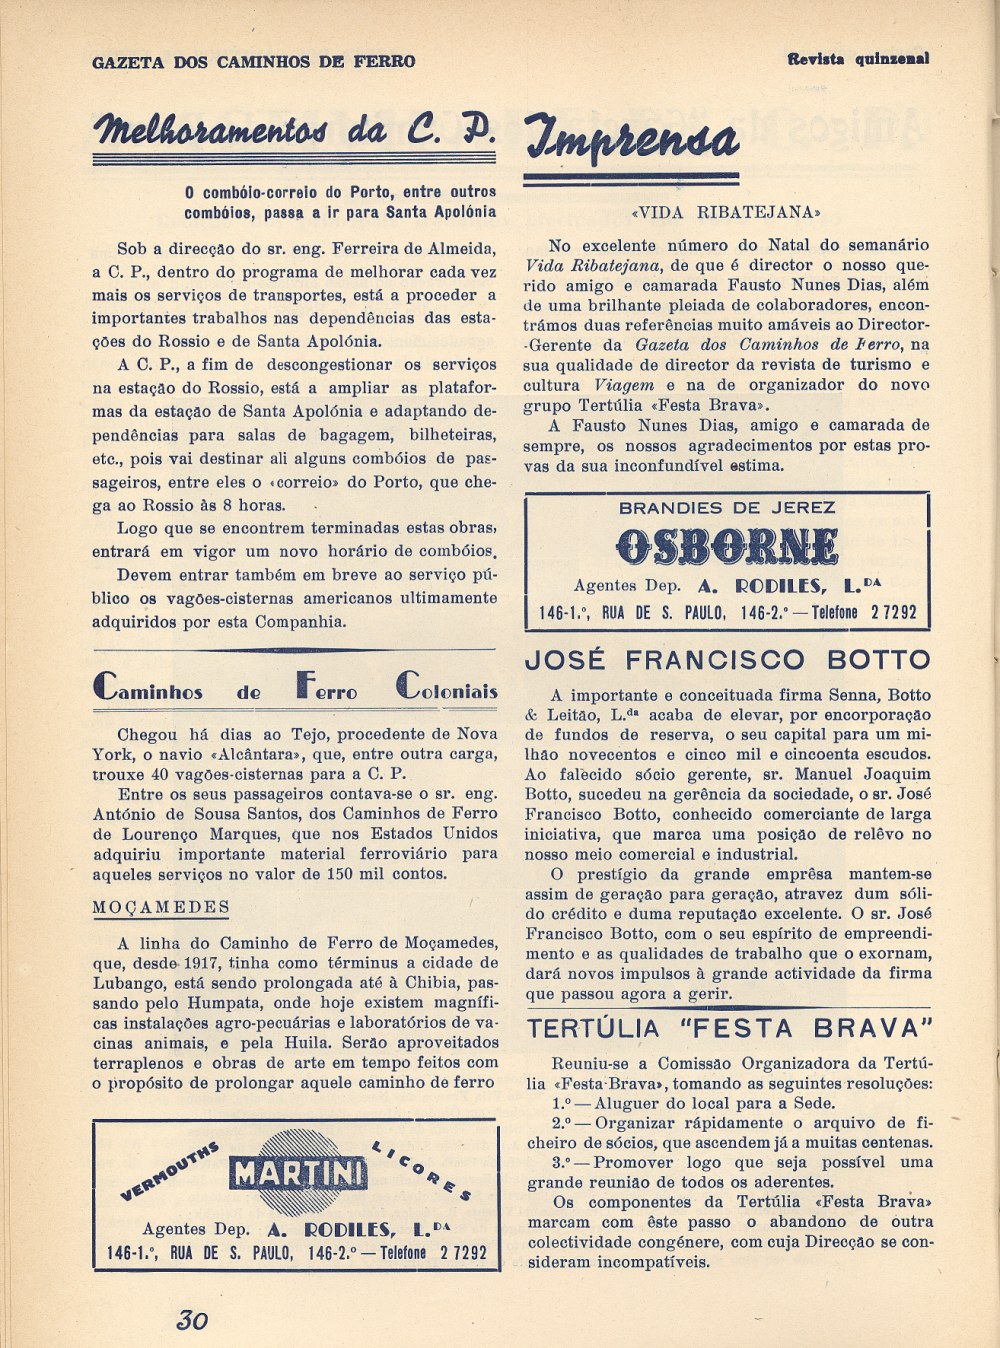 GAZETA DOS CAMINHOS DE FERRO
Revista quinzenal
Melhoramentos da C. P.
O combóio-correio do Porto, entre outros
combóios, passa a ir para Santa Apolónia
Sob a direcção do sr. eng. Ferreira de Almeida,
a C. P., dentro do programa de melhorar cada vez
mais os serviços de transportes, está a proceder a
importantes trabalhos nas dependências das esta-
ções do Rossio e de Santa Apolónia.
A C. P., a fim de descongestionar os serviços
na estação do Rossio, está a ampliar as platafor-
mas da estação de Santa Apolónia e adaptando de-
pendências para salas de bagagem, bilheteiras,
etc., pois vai destinar ali alguns combóios de pas-
sageiros, entre eles o «correio» do Porto, que che-
ga ao Rossio às 8 horas.
Logo que se encontrem terminadas estas obras,
entrará em vigor um novo horário de combóios.
Devem entrar também em breve ao serviço pú-
blico os vagões-cisternas americanos ultimamente
adquiridos por esta Companhia.
Caminhos de Ferro Coloniais
Chegou há dias ao Tejo, procedente de Nova
York, o navio «Alcântara», que, entre outra carga,
trouxe 40 vagões-cisternas para a C. P.
Entre os seus passageiros contava-se o sr. eng.
António de Sousa Santos, dos Caminhos de Ferro
de Lourenço Marques, que nos Estados Unidos
adquiriu importante material ferroviário para
aqueles serviços no valor de 150 mil contos.
MOÇAMEDES
A linha do Caminho de Ferro de Moçamedes,
que, desde 1917, tinha como términus a cidade de
Lubango, está sendo prolongada até à Chibia, pas-
sando pelo Humpata, onde hoje existem magnífi-
cas instalações agro-pecuárias e laboratórios de va-
cinas animais, e pela Huila. Serão aproveitados
terraplenos e obras de arte em tempo feitos com
o propósito de prolongar aquele caminho de ferro
VERMOUTHS MARTINI LICORES
Agentes Dep. A. RODILES, L.DA
146-1.º, RUA DE S. PAULO, 146-2.º — Telefone 2 7292
Imprensa
«VIDA RIBATEJANA»
No excelente número do Natal do semanário
Vida Ribatejana, de que é director o nosso que-
rido amigo e camarada Fausto Nunes Dias, além
de uma brilhante pleiada de colaboradores, encon-
trámos duas referências muito amáveis ao Director-
-Gerente da Gazeta dos Caminhos de Ferro, na
sua qualidade de director da revista de turismo e
cultura Viagem e na de organizador do novo
grupo Tertúlia «Festa Brava».
A Fausto Nunes Dias, amigo e camarada de
sempre, os nossos agradecimentos por estas pro-
vas da sua inconfundível estima.
BRANDIES DE JEREZ
OSBORNE
Agentes Dep. A. RODILES, L.DA
146-1.º, RUA DE S. PAULO, 146-2.º — Telefone 2 7292
JOSÉ FRANCISCO BOTTO
A importante e conceituada firma Senna, Botto
& Leitão, L.da acaba de elevar, por encorporação
de fundos de reserva, o seu capital para um mi-
lhão novecentos e cinco mil e cincoenta escudos.
Ao falècido sócio gerente, sr. Manuel Joaquim
Botto, sucedeu na gerência da sociedade, o sr. José
Francisco Botto, conhecido comerciante de larga
iniciativa, que marca uma posição de relêvo no
nosso meio comercial e industrial.
O prestígio da grande emprêsa mantem-se
assim de geração para geração, atravez dum sóli-
do crédito e duma reputação excelente. O sr. José
Francisco Botto, com o seu espírito de empreendi-
mento e as qualidades de trabalho que o exornam,
dará novos impulsos à grande actividade da firma
que passou agora a gerir.
TERTÚLIA "FESTA BRAVA"
Reuniu-se a Comissão Organizadora da Tertú-
lia «Festa Brava», tomando as seguintes resoluções:
1.º — Aluguer do local para a Sede.
2.º — Organizar rápidamente o arquivo de fi-
cheiro de sócios, que ascendem já a muitas centenas.
3.º — Promover logo que seja possível uma
grande reunião de todos os aderentes.
Os componentes da Tertúlia «Festa Brava»
marcam com êste passo o abandono de outra
colectividade congénere, com cuja Direcção se con-
sideram incompatíveis.
30